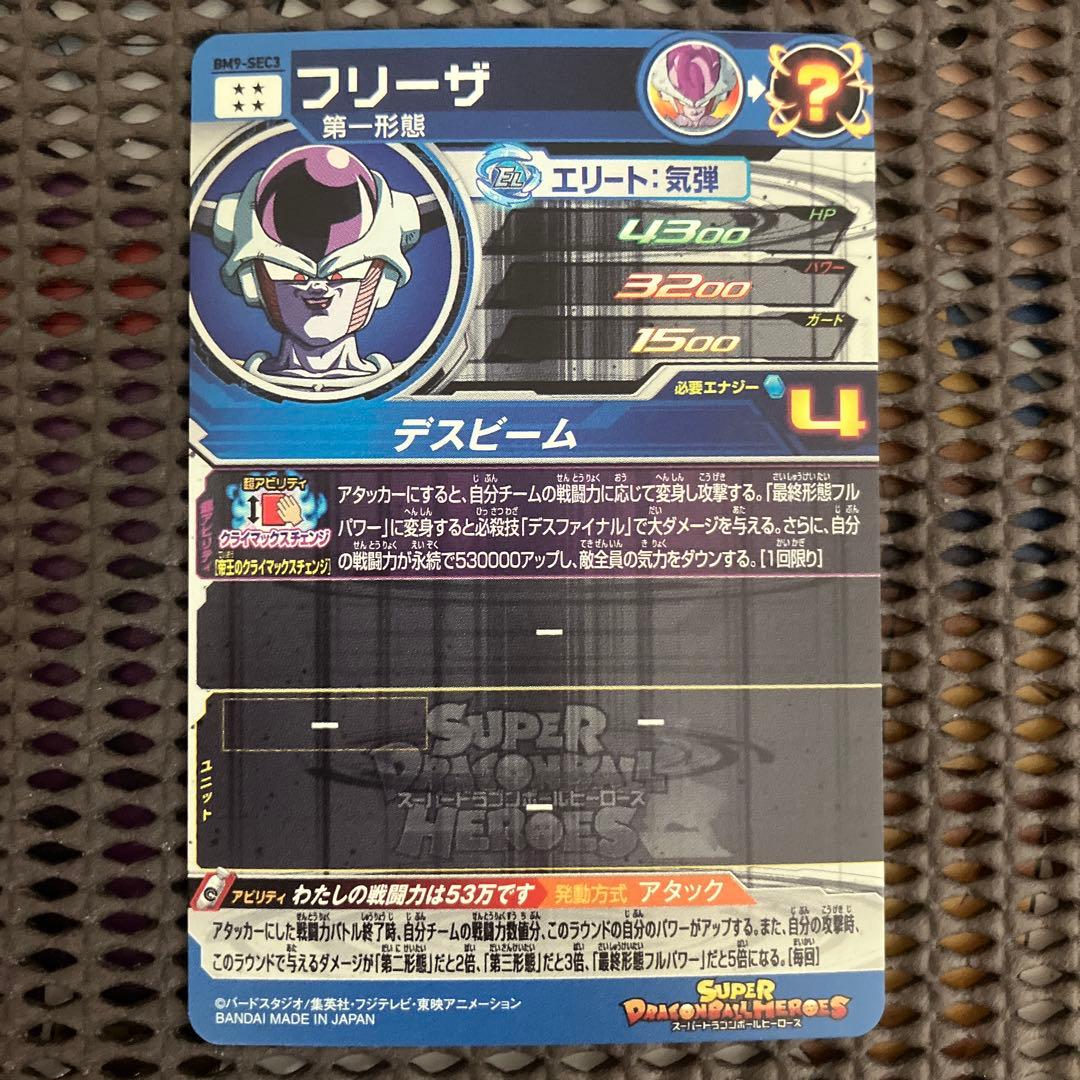 BM9-SEC3
フリーザ
第一形態
?
EL エリート：気弾
HP
4300
パワー
3200
ガード
1500
必要エナジー 4
デスビーム
超アビリティ
超アビリティ
クライマックスチェンジ
[帝王のクライマックスチェンジ]
アタッカーにすると、自分チームの戦闘力に応じて変身し攻撃する。「最終形態フル
パワー」に変身すると必殺技「デスファイナル」で大ダメージを与える。さらに、自分
の戦闘力が永続で530000アップし、敵全員の気力をダウンする。[1回限り]
ー
ユニット
ー
ー
ー
SUPER
DRAGONBALL
スーパードラゴンボールヒーローズ
HEROES
C アビリティ わたしの戦闘力は53万です 発動方式 アタック
アタッカーにした戦闘力バトル終了時、自分チームの戦闘力数値分、このラウンドの自分のパワーがアップする。また、自分の攻撃時、
このラウンドで与えるダメージが「第二形態」だと2倍、「第三形態」だと3倍、「最終形態フルパワー」だと5倍になる。[毎回]
©バードスタジオ/集英社・フジテレビ・東映アニメーション
BANDAI MADE IN JAPAN
SUPER
DRAGONBALL HEROES
スーパードラゴンボールヒーローズ